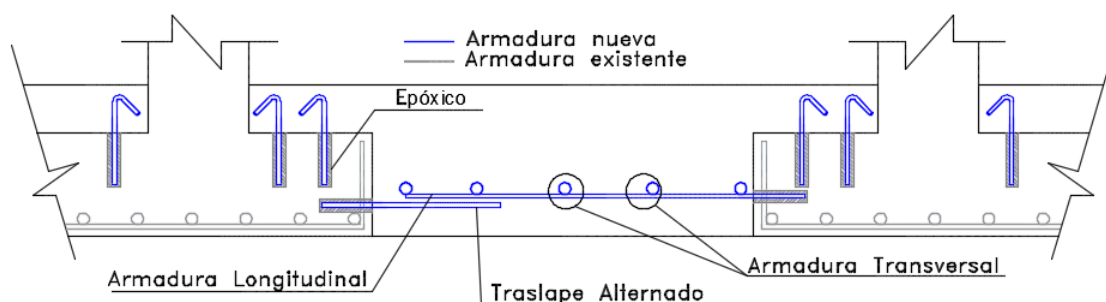 Armadura nueva
Armadura existente
Epóxico
Armadura Longitudinal
Armadura Transversal
Traslape Alternado